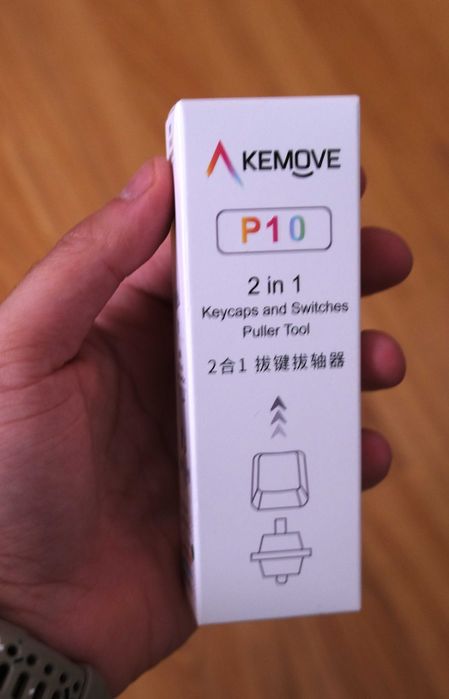 KEMOVE
P10
2 in 1
Keycaps and Switches
Puller Tool
2合1 拔键拔轴器